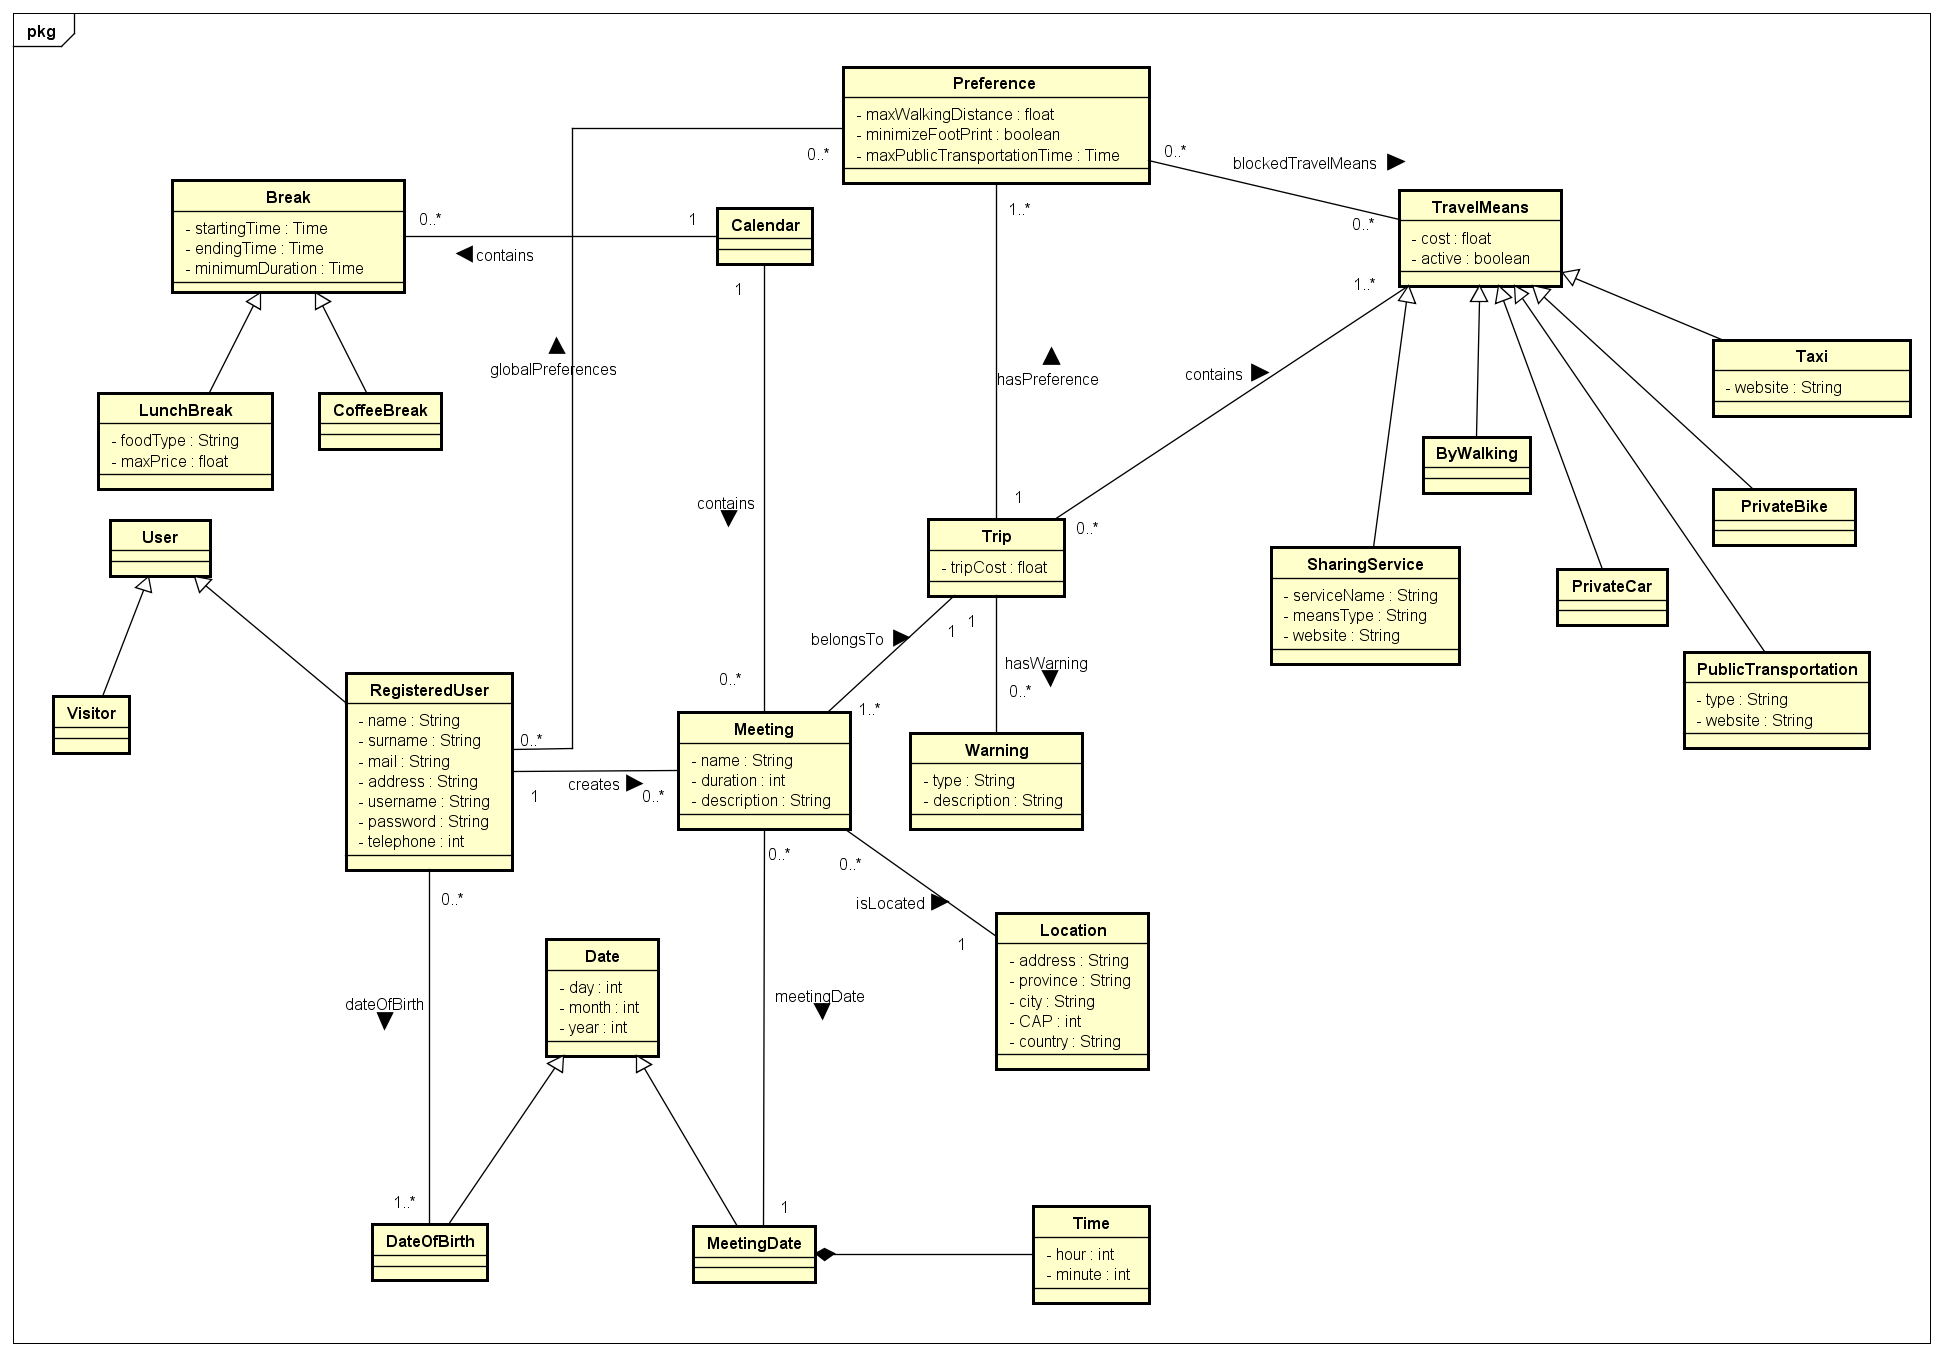 pkg
Preference
- maxWalkingDistance : float
- minimizeFootPrint : boolean
- maxPublicTransportationTime : Time
0..*
0..*
blockedTravelMeans
0..*
1..*
Break
- startingTime : Time
- endingTime : Time
- minimumDuration : Time
0..*
1
contains
Calendar
1
TravelMeans
- cost : float
- active : boolean
1..*
globalPreferences
hasPreference
contains
Taxi
- website : String
LunchBreak
- foodType : String
- maxPrice : float
CoffeeBreak
ByWalking
PrivateBike
contains
1
0..*
User
Trip
- tripCost : float
SharingService
- serviceName : String
- meansType : String
- website : String
PrivateCar
belongsTo
1
1
hasWarning
0..*
PublicTransportation
- type : String
- website : String
0..*
1..*
Visitor
RegisteredUser
- name : String
- surname : String
- mail : String
- address : String
- username : String
- password : String
- telephone : int
0..*
1
creates
0..*
Meeting
- name : String
- duration : int
- description : String
Warning
- type : String
- description : String
0..*
0..*
0..*
isLocated
1
Location
- address : String
- province : String
- city : String
- CAP : int
- country : String
Date
- day : int
- month : int
- year : int
dateOfBirth
meetingDate
1..*
1
DateOfBirth
MeetingDate
Time
- hour : int
- minute : int